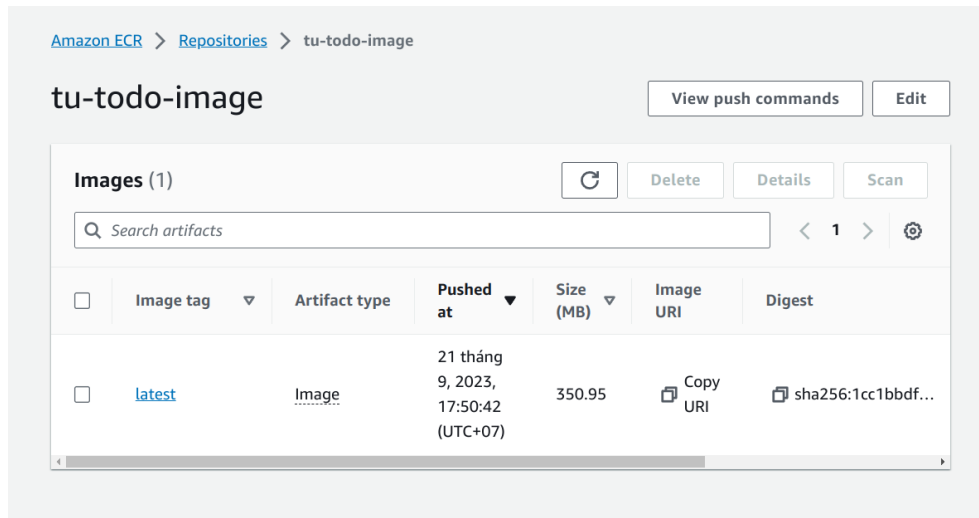 Amazon ECR > Repositories > tu-todo-image
tu-todo-image
View push commands
Edit
Images (1)
Delete
Details
Scan
Search artifacts
1
Image tag
Artifact type
Pushed
at
Size
(MB)
Image
URI
Digest
latest
Image
21 tháng
9, 2023,
17:50:42
(UTC+07)
350.95
Copy
URI
sha256:1cc1bbdf...